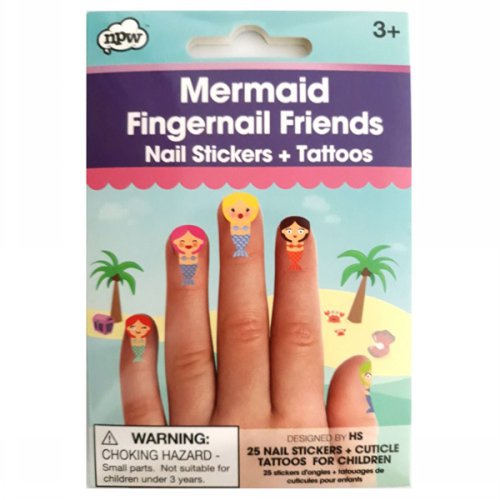 npw
3+
Mermaid
Fingernail Friends
Nail Stickers + Tattoos
WARNING:
CHOKING HAZARD -
Small parts. Not suitable for
children under 3 years.
DESIGNED BY HS
25 NAIL STICKERS + CUTICLE
TATTOOS FOR CHILDREN
25 stickers d'angles + tatouages de
cuticules pour enfants